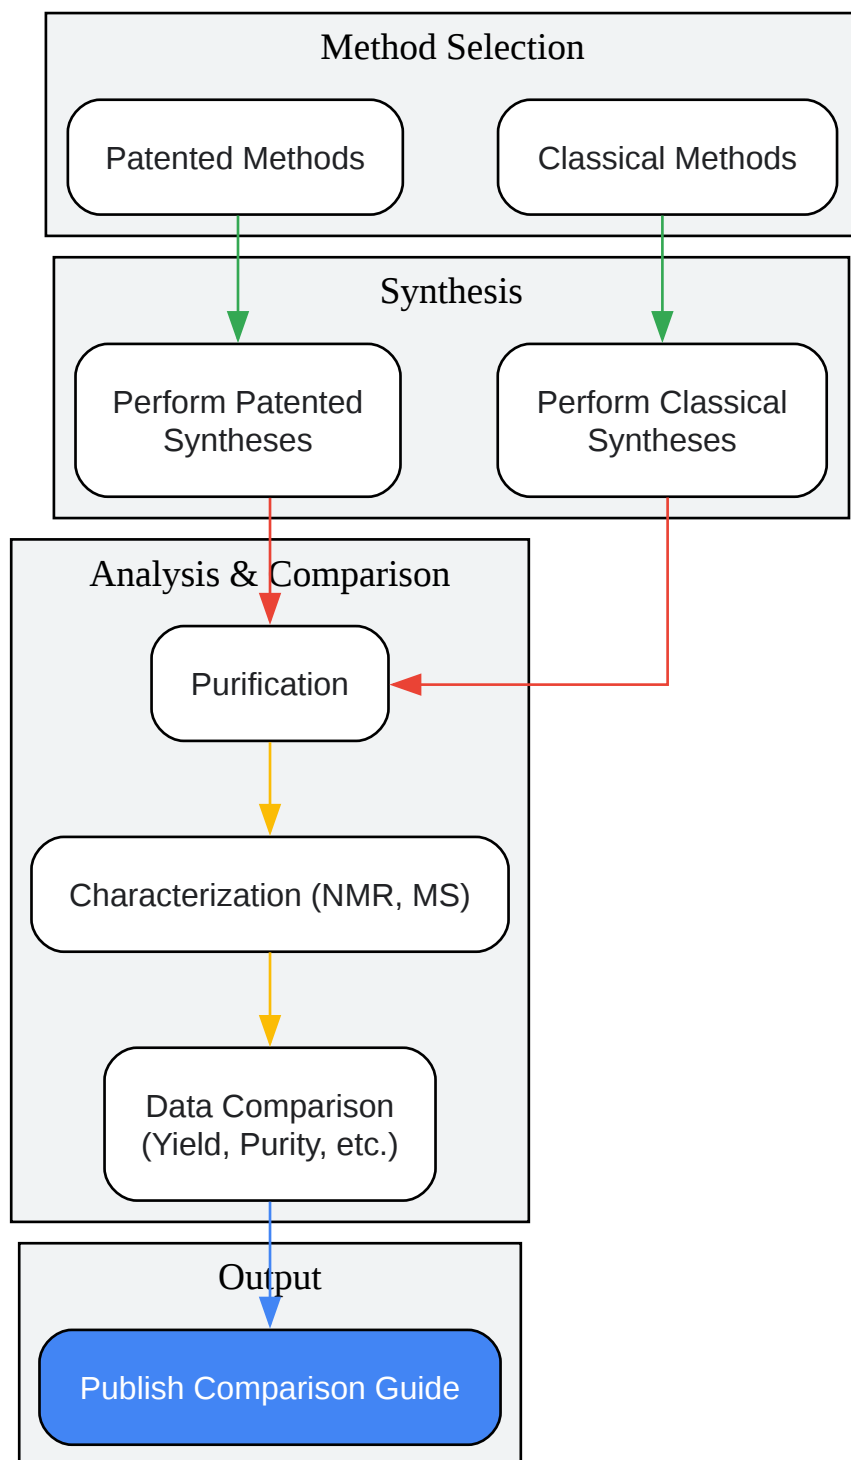 Method Selection
Patented Methods
Classical Methods
Synthesis
Perform Patented
Syntheses
Perform Classical
Syntheses
Analysis & Comparison
Purification
Characterization (NMR, MS)
Data Comparison
(Yield, Purity, etc.)
Output
Publish Comparison Guide